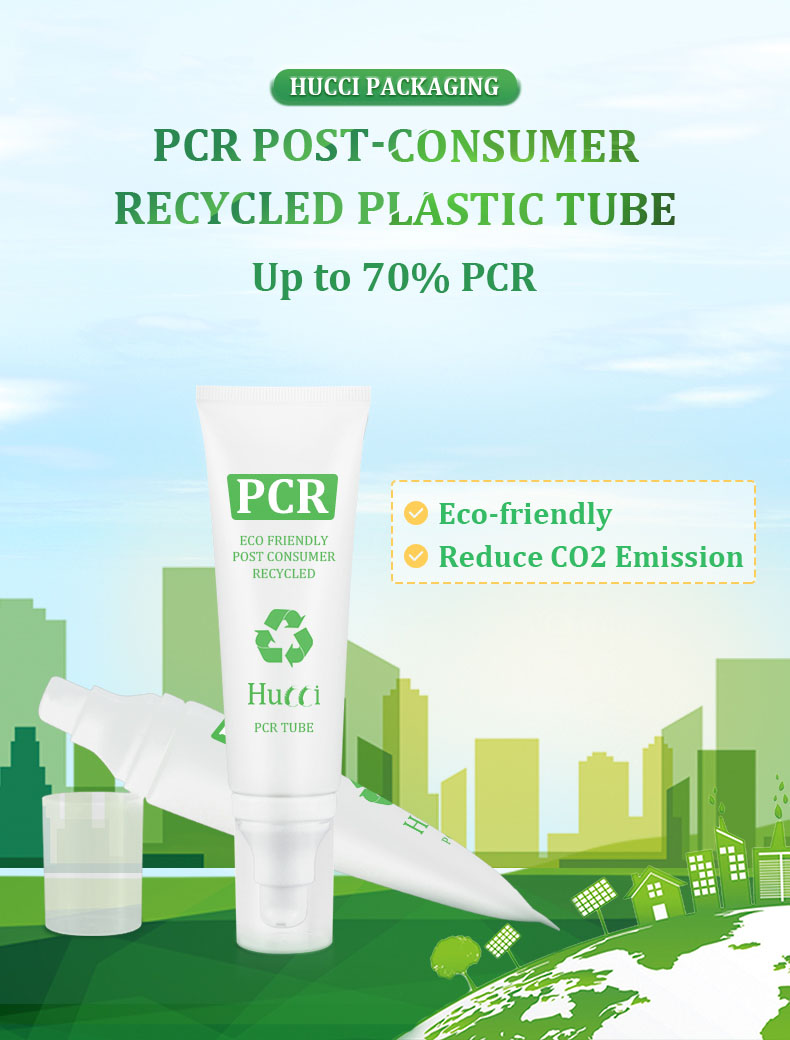 HUCCI PACKAGING
PCR POST-CONSUMER
RECYCLED PLASTIC TUBE
Up to 70% PCR
PCR
ECO FRIENDLY
POST CONSUMER
RECYCLED
Hucci
PCR TUBE
Eco-friendly
Reduce CO2 Emission
H
P